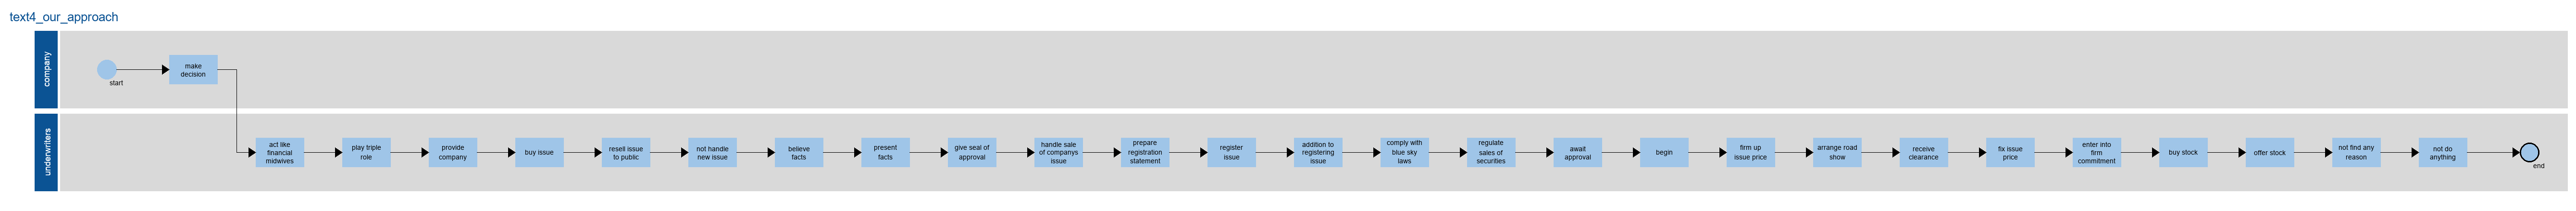 text4_our_approach
company
start
make
decision
underwriters
act like
financial
midwives
play triple
role
provide
company
buy issue
resell issue
to public
not handle
new issue
believe
facts
present
facts
give seal of
approval
handle sale
of companys
issue
prepare
registration
statement
register
issue
addition to
registering
issue
comply with
blue sky
laws
regulate
sales of
securities
await
approval
begin
firm up
issue price
arrange road
show
receive
clearance
fix issue
price
enter into
firm
commitment
buy stock
offer stock
not find any
reason
not do
anything
end